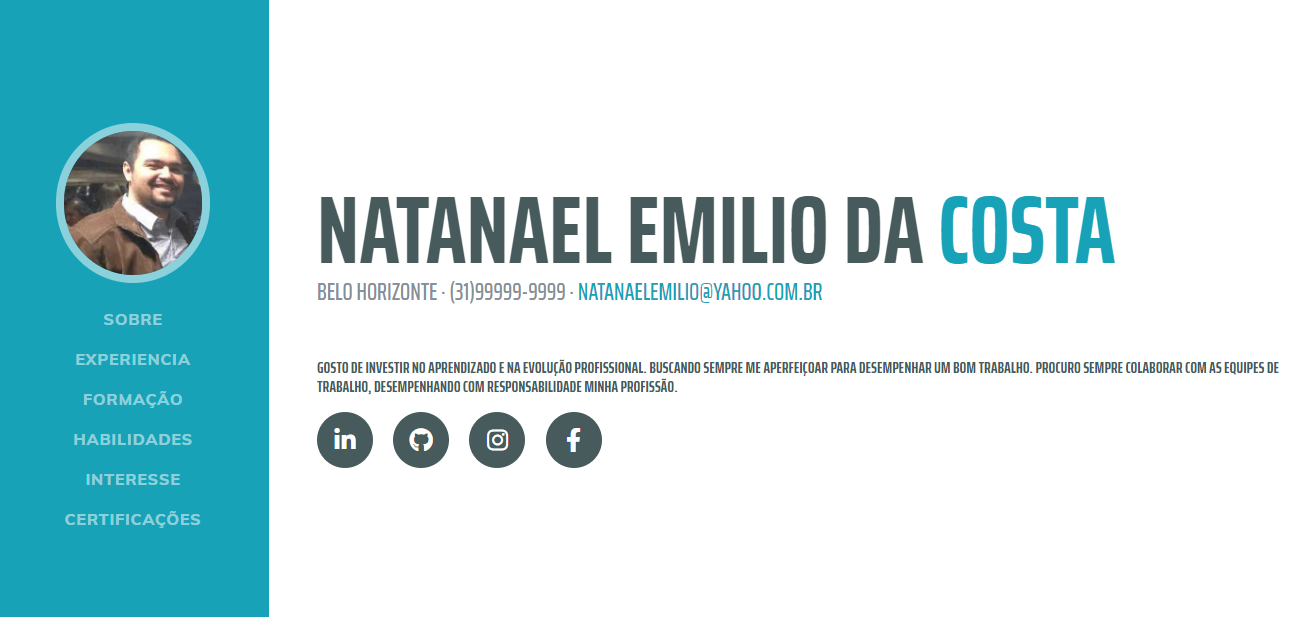 SOBRE
EXPERIENCIA
FORMAÇÃO
HABILIDADES
INTERESSE
CERTIFICAÇÕES
NATANAEL EMILIO DA COSTA
BELO HORIZONTE · (31)99999-9999 · NATANAELEMILIO@YAHOO.COM.BR
GOSTO DE INVESTIR NO APRENDIZADO E NA EVOLUÇÃO PROFISSIONAL. BUSCANDO SEMPRE ME APERFEIÇOAR PARA DESEMPENHAR UM BOM TRABALHO. PROCURO SEMPRE COLABORAR COM AS EQUIPES DE
TRABALHO, DESEMPENHANDO COM RESPONSABILIDADE MINHA PROFISSÃO.